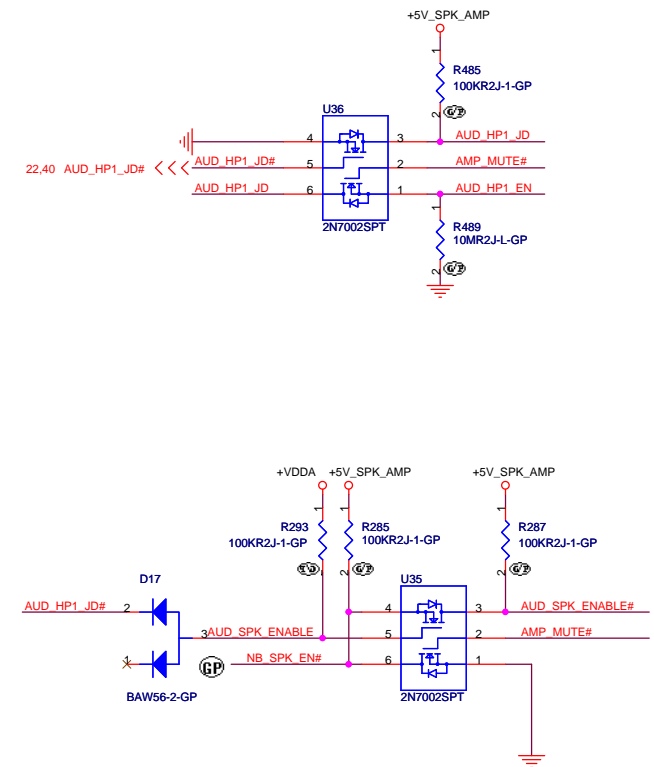 +5V_SPK_AMP
1
R485
100KR2J-1-GP
2
G/P
U36
4
3
AUD_HP1_JD
22,40 AUD_HP1_JD#
AUD_HP1_JD#
5
2
AMP_MUTE#
AUD_HP1_JD
6
1
AUD_HP1_EN
2N7002SPT
1
R489
10MR2J-L-GP
2
G/P
+VDDA
+5V_SPK_AMP
+5V_SPK_AMP
1
1
1
R293
100KR2J-1-GP
R285
100KR2J-1-GP
R287
100KR2J-1-GP
2
2
G/P
2
G/P
D17
U35
AUD_HP1_JD#
2
4
3
AUD_SPK_ENABLE#
3
AUD_SPK_ENABLE
5
2
AMP_MUTE#
1
GP
NB_SPK_EN#
6
1
BAW56-2-GP
2N7002SPT